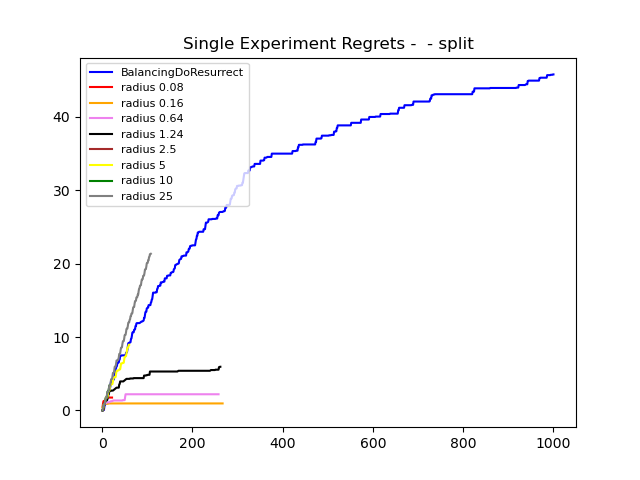 Single Experiment Regrets -  - split
BalancingDoResurrect
radius 0.08
radius 0.16
radius 0.64
radius 1.24
radius 2.5
radius 5
radius 10
radius 25
40
30
20
10
0
0 200 400 600 800 1000